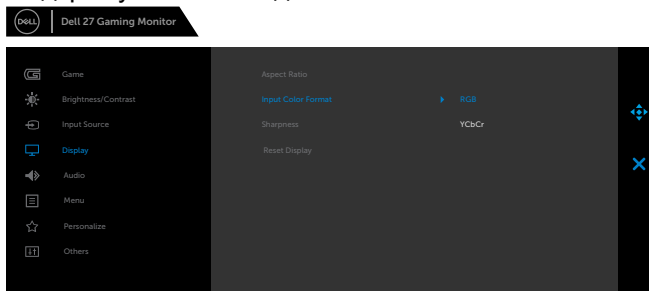 DELL Dell 27 Gaming Monitor
Game Aspect Ratio
Brightness/Contrast Input Color Format RGB
Input Source Sharpness YCbCr
Display Reset Display
Audio
Menu
Personalize
Others